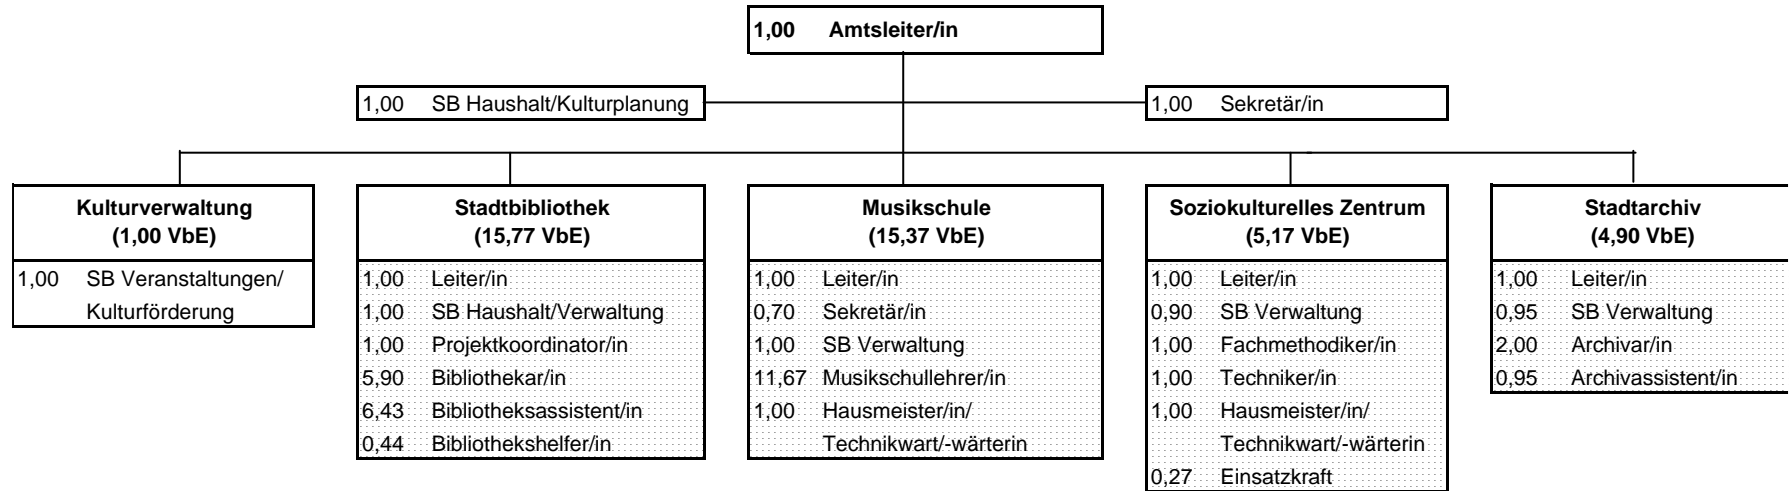 1,00 Amtsleiter/in
1,00 SB Haushalt/Kulturplanung
1,00 Sekretär/in
Kulturverwaltung
(1,00 VbE)
1,00 SB Veranstaltungen/
Kulturförderung
Stadtbibliothek
(15,77 VbE)
1,00 Leiter/in
1,00 SB Haushalt/Verwaltung
1,00 Projektkoordinator/in
5,90 Bibliothekar/in
6,43 Bibliotheksassistent/in
0,44 Bibliothekshelfer/in
Musikschule
(15,37 VbE)
1,00 Leiter/in
0,70 Sekretär/in
1,00 SB Verwaltung
11,67 Musikschullehrer/in
1,00 Hausmeister/in/
Technikwart/-wärterin
Soziokulturelles Zentrum
(5,17 VbE)
1,00 Leiter/in
0,90 SB Verwaltung
1,00 Fachmethodiker/in
1,00 Techniker/in
1,00 Hausmeister/in/
Technikwart/-wärterin
0,27 Einsatzkraft
Stadtarchiv
(4,90 VbE)
1,00 Leiter/in
0,95 SB Verwaltung
2,00 Archivar/in
0,95 Archivassistent/in